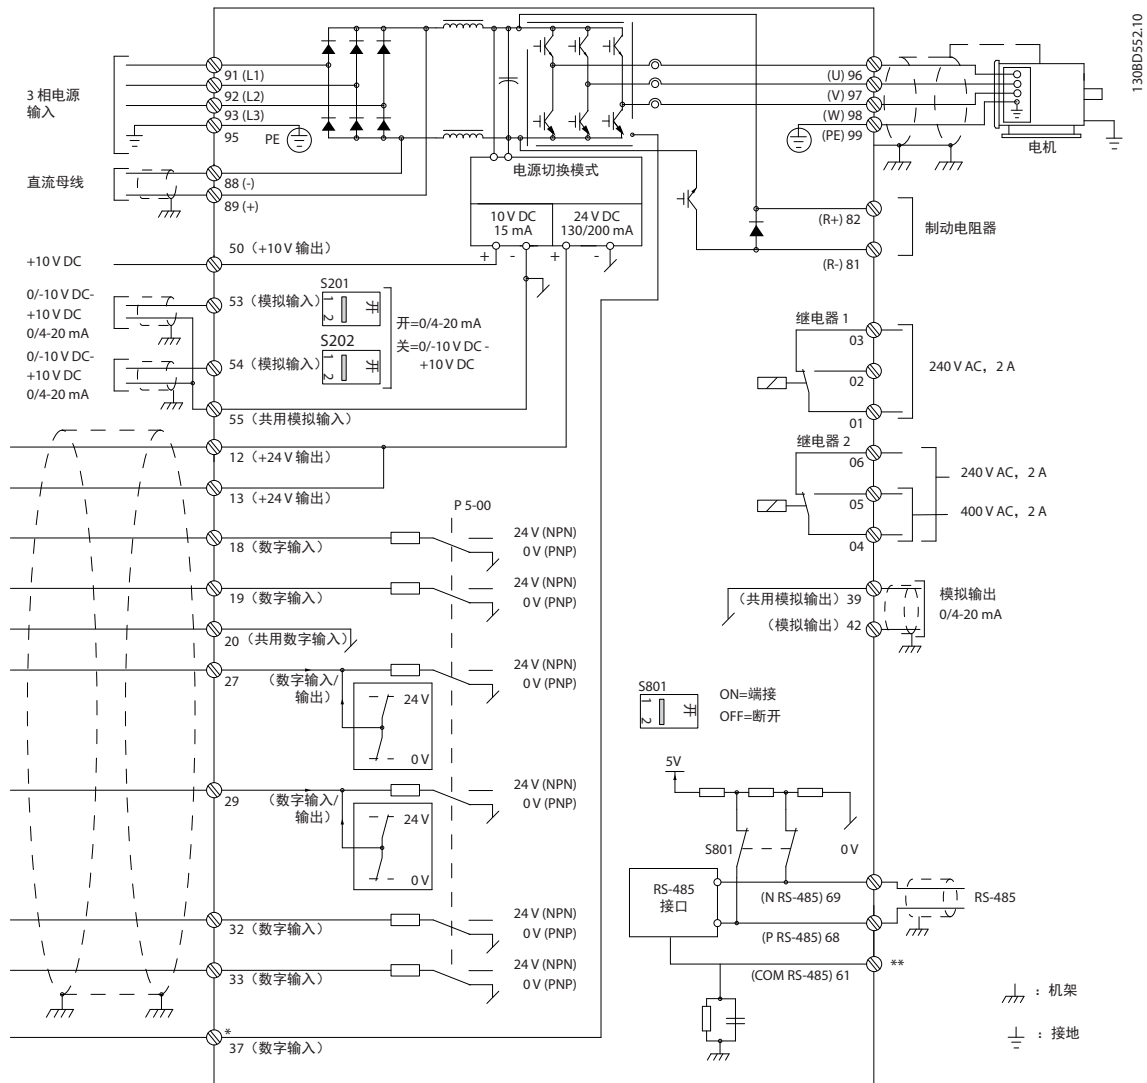 130BD552.10
3 相电源
输入
91 (L1)
92 (L2)
93 (L3)
95
PE
直流母线
88 (-)
89 (+)
电源切换模式
10 V DC
15 mA
24 V DC
130/200 mA
+ - + -
(U) 96
(V) 97
(W) 98
(PE) 99
电机
(R+) 82
(R-) 81
制动电阻器
+10 V DC
50（+10 V 输出）
0/-10 V DC-
+10 V DC
0/4-20 mA
53（模拟输入）
S201
1
2
开
0/-10 V DC-
+10 V DC
0/4-20 mA
54（模拟输入）
S202
1
2
开
开=0/4-20 mA
关=0/-10 V DC -
+10 V DC
55（共用模拟输入）
12（+24 V 输出）
13（+24 V 输出）
继电器 1
03
02
01
240 V AC，2 A
继电器 2
06
05
04
240 V AC，2 A
400 V AC，2 A
P 5-00
18（数字输入）
24 V (NPN)
0 V (PNP)
19（数字输入）
24 V (NPN)
0 V (PNP)
20（共用数字输入）
27
（数字输入/
输出）
24 V
0 V
24 V (NPN)
0 V (PNP)
29
（数字输入/
输出）
24 V
0 V
24 V (NPN)
0 V (PNP)
32（数字输入）
24 V (NPN)
0 V (PNP)
33（数字输入）
24 V (NPN)
0 V (PNP)
*
37（数字输入）
（共用模拟输出）39
（模拟输出）42
模拟输出
0/4-20 mA
S801
1
2
开
ON=端接
OFF=断开
5V
S801
0 V
RS-485
接口
(N RS-485) 69
(P RS-485) 68
(COM RS-485) 61
**
RS-485
：机架
：接地